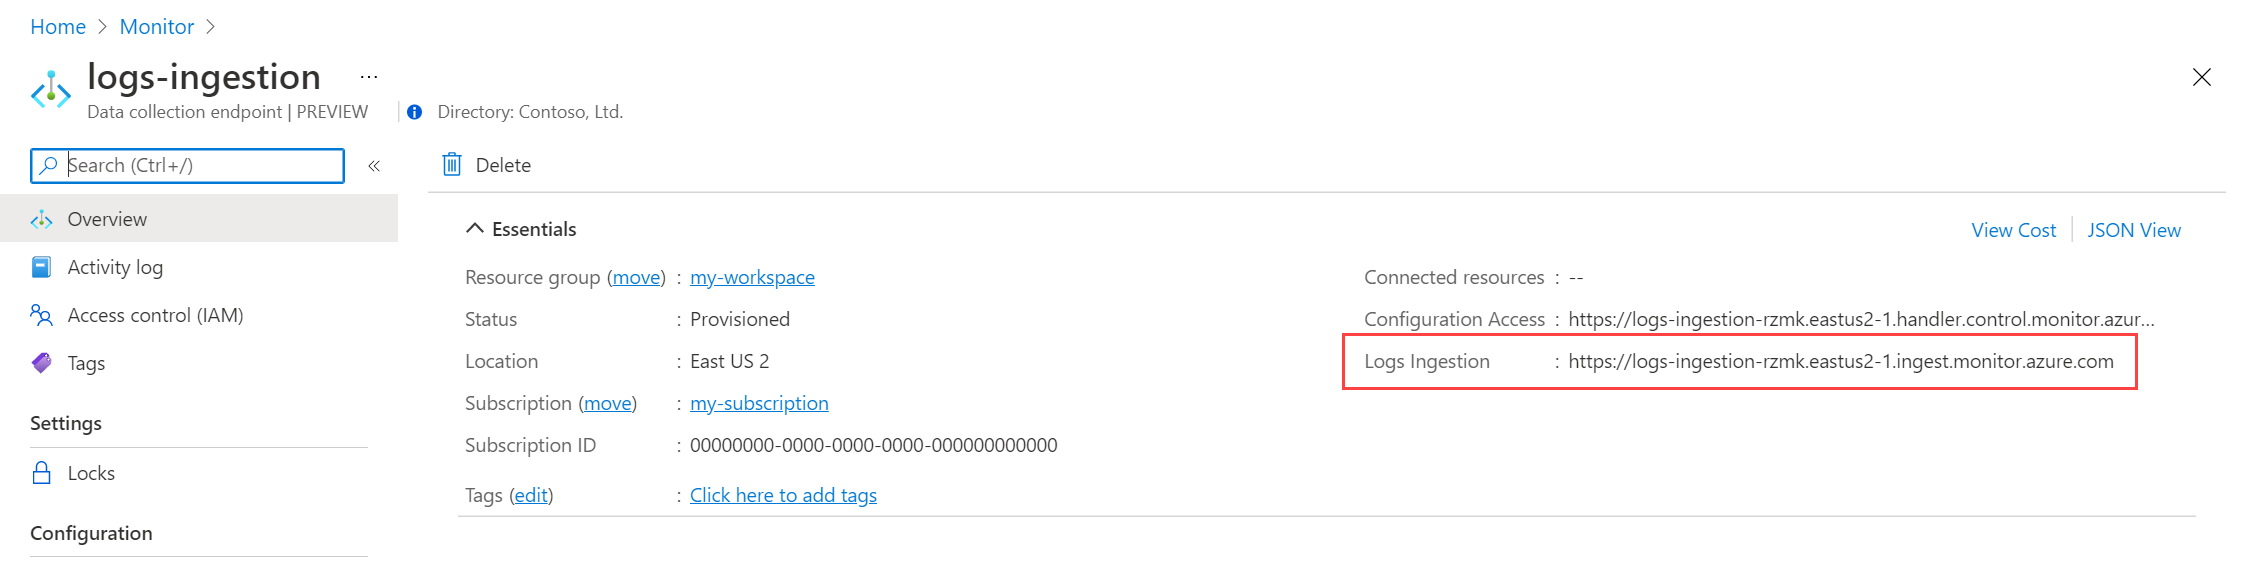 Home > Monitor >
logs-ingestion ...
Data collection endpoint | PREVIEW
Directory: Contoso, Ltd.
Search (Ctrl+/)
«
Overview
Activity log
Access control (IAM)
Tags
Settings
Locks
Configuration
Delete
Essentials
View Cost
JSON View
Resource group (move) : my-workspace
Status : Provisioned
Location : East US 2
Subscription (move) : my-subscription
Subscription ID : 00000000-0000-0000-0000-000000000000
Tags (edit) : Click here to add tags
Connected resources : --
Configuration Access : https://logs-ingestion-rzmk.eastus2-1.handler.control.monitor.azur...
Logs Ingestion : https://logs-ingestion-rzmk.eastus2-1.ingest.monitor.azure.com